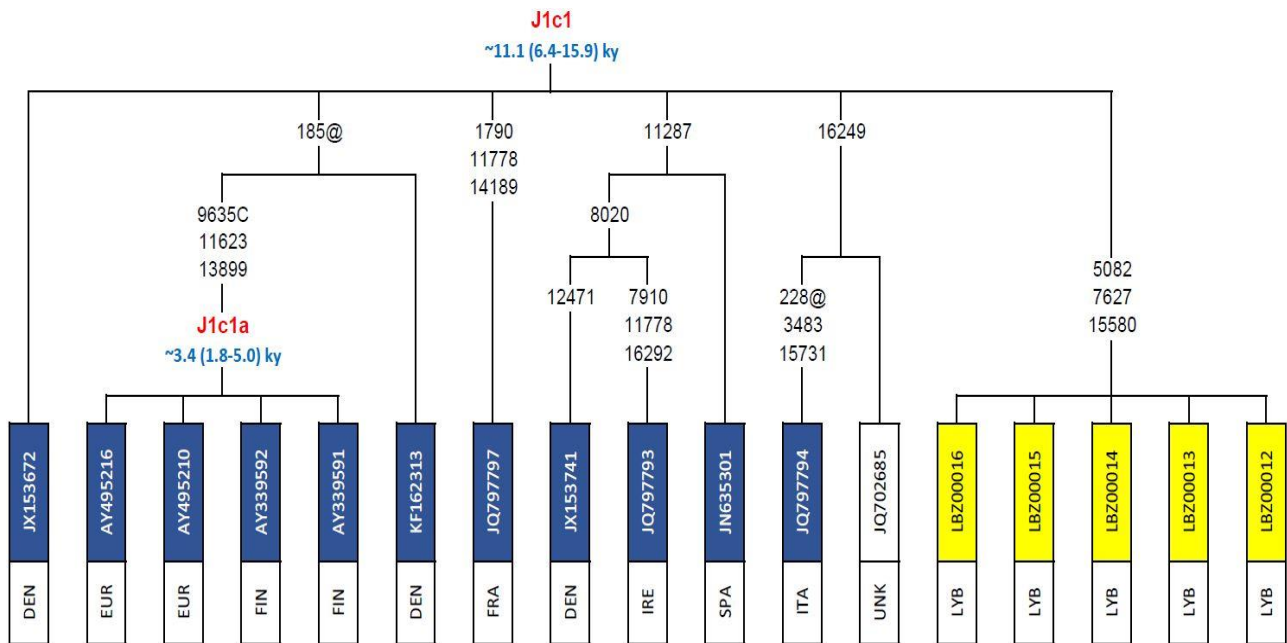 J1c1
~11.1 (6.4-15.9) ky
185@
1790
11778
14189
11287
16249
9635C
11623
13899
8020
J1c1a
~3.4 (1.8-5.0) ky
12471
7910
11778
16292
228@
3483
15731
5082
7627
15580
JX153672
AY495216
AY495210
AY339592
AY339591
KF162313
JQ797797
JX153741
JQ797793
JN635301
JQ797794
JQ702685
LBZ00016
LBZ00015
LBZ00014
LBZ00013
LBZ00012
DEN
EUR
EUR
FIN
FIN
DEN
FRA
DEN
IRE
SPA
ITA
UNK
LYB
LYB
LYB
LYB
LYB